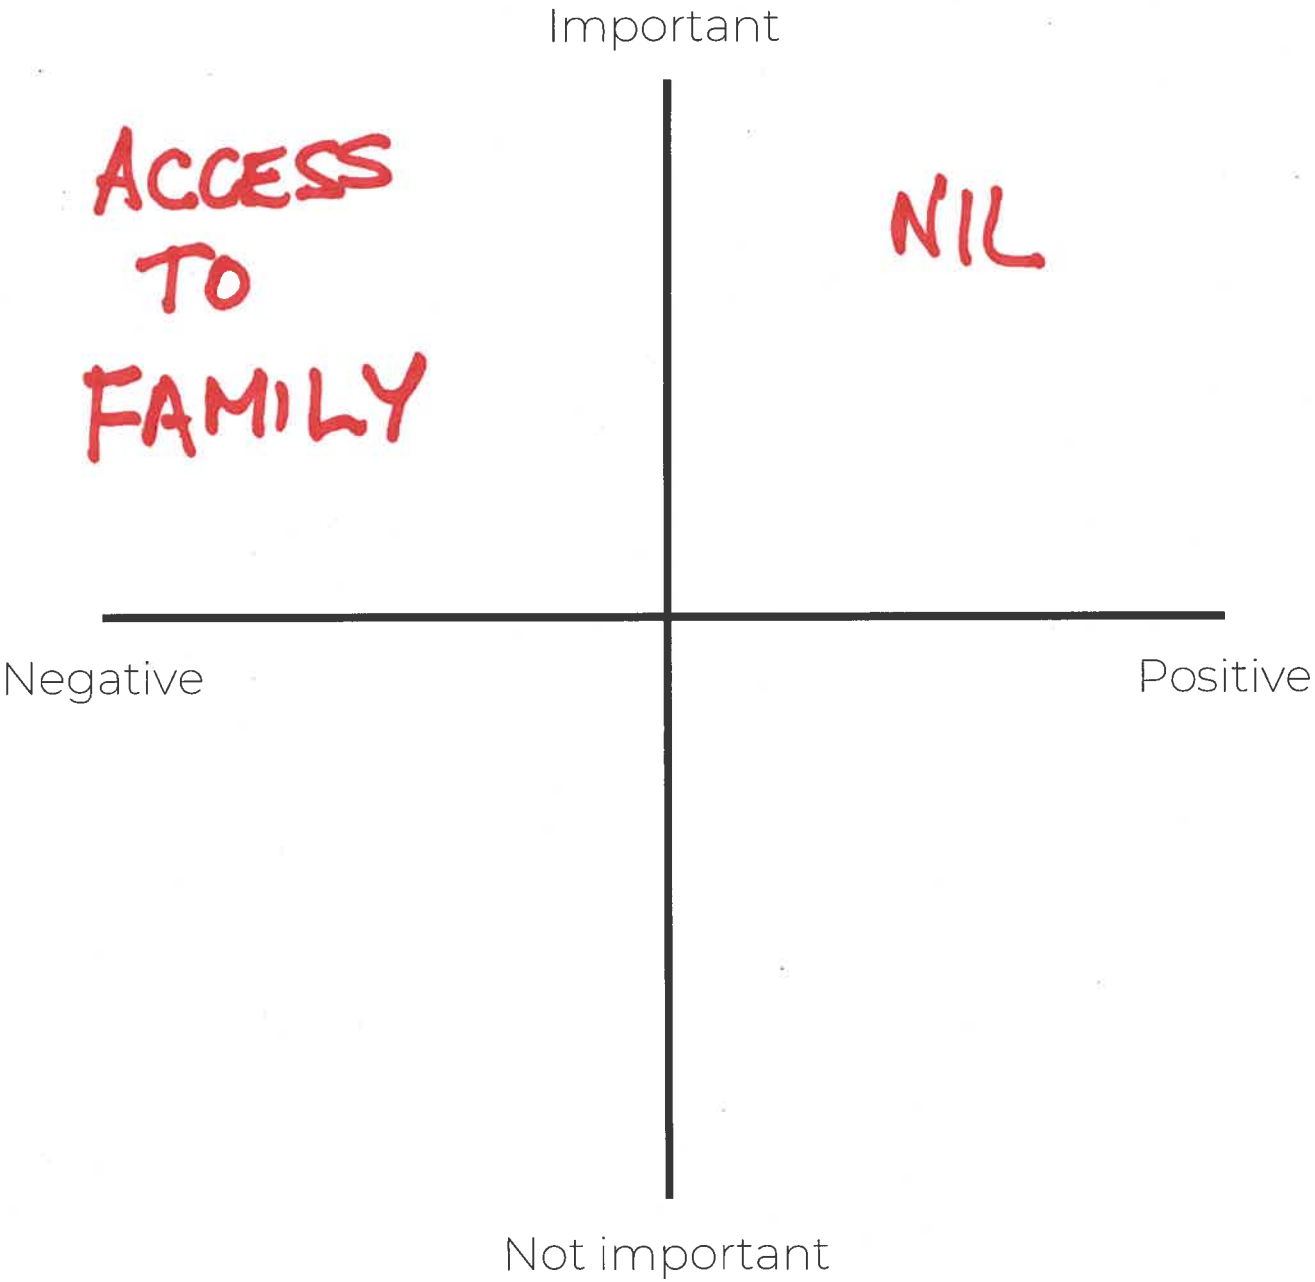 Important
ACCESS
TO
FAMILY
NIL
Negative
Positive
Not important